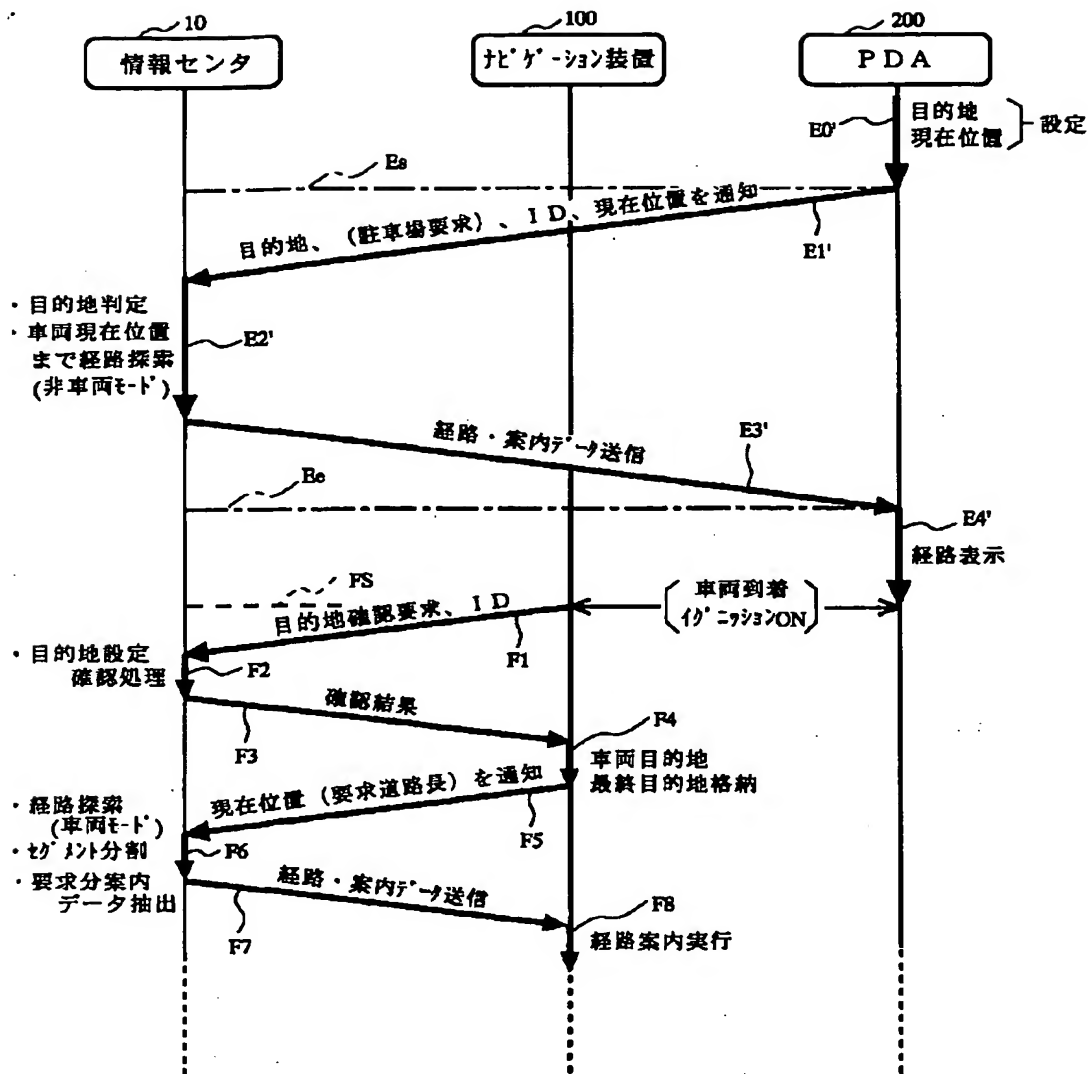 10
100
200
情報センタ
ナビゲーション装置
PDA
E0'
目的地
現在位置
設定
Es
目的地、(駐車場要求)、ID、現在位置を通知
E1'
・目的地判定
・車両現在位置
まで経路探索
(非車両モード)
E2'
経路・案内データ送信
E3'
Ee
E4'
経路表示
FS
車両到着
イグニッションON
目的地確認要求、ID
F1
・目的地設定
確認処理
F2
確認結果
F3
F4
車両目的地
最終目的地格納
現在位置(要求道路長)を通知
F5
・経路探索
(車両モード)
・セグメント分割
F6
・要求分案内
データ抽出
経路・案内データ送信
F7
F8
経路案内実行